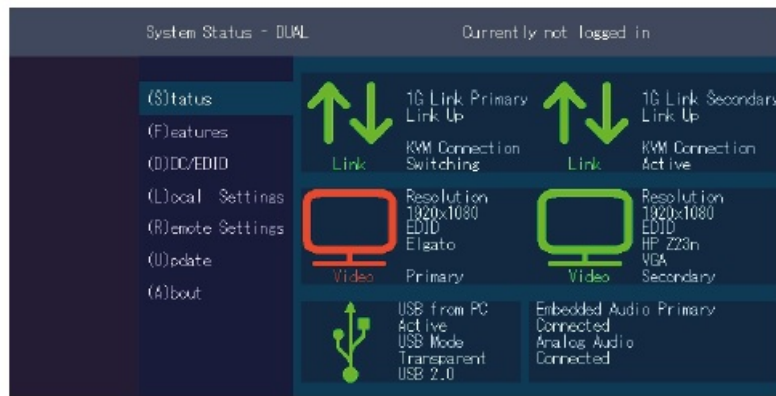 System Status - DUAL
Currently not logged in
(S)tatus
(F)eatures
(D)DC/EDID
(L)ocal Settings
(R)emote Settings
(U)pdate
(A)bout
Link
1G Link Primary
Link Up
KVM Connection
Switching
Link
1G Link Secondary
Link Up
KVM Connection
Active
Video
Resolution
1920x1080
EDID
Elgato
Primary
Video
Resolution
1920x1080
EDID
HP Z23n
VGA
Secondary
USB from PC
Active
USB Mode
Transparent
USB 2.0
Embedded Audio Primary
Connected
Analog Audio
Connected